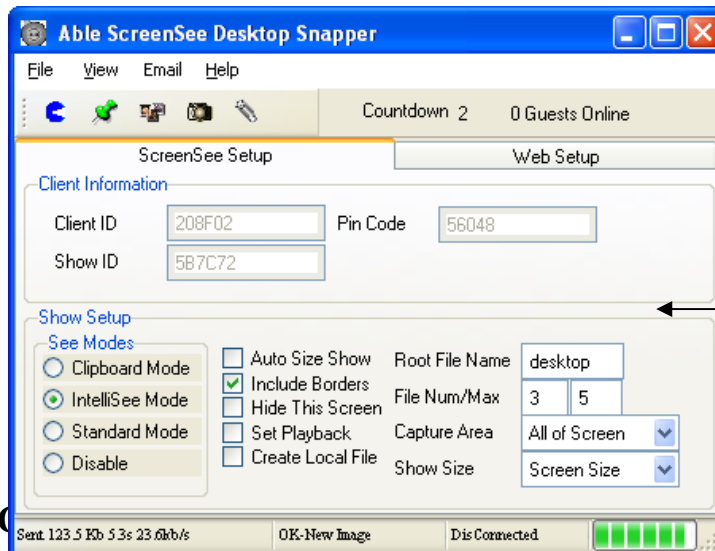 Able ScreenSee Desktop Snapper
File View Email Help
Countdown 2 0 Guests Online
ScreenSee Setup Web Setup
Client Information
Client ID 208F02 Pin Code 56048
Show ID 5B7C72
Show Setup
See Modes
Clipboard Mode
IntelliSee Mode
Standard Mode
Disable
Auto Size Show
Include Borders
Hide This Screen
Set Playback
Create Local File
Root File Name desktop
File Num/Max 3 5
Capture Area All of Screen
Show Size Screen Size
Sent 123.5 Kb 5.3s 23.6kb/s OK-New Image DisConnected